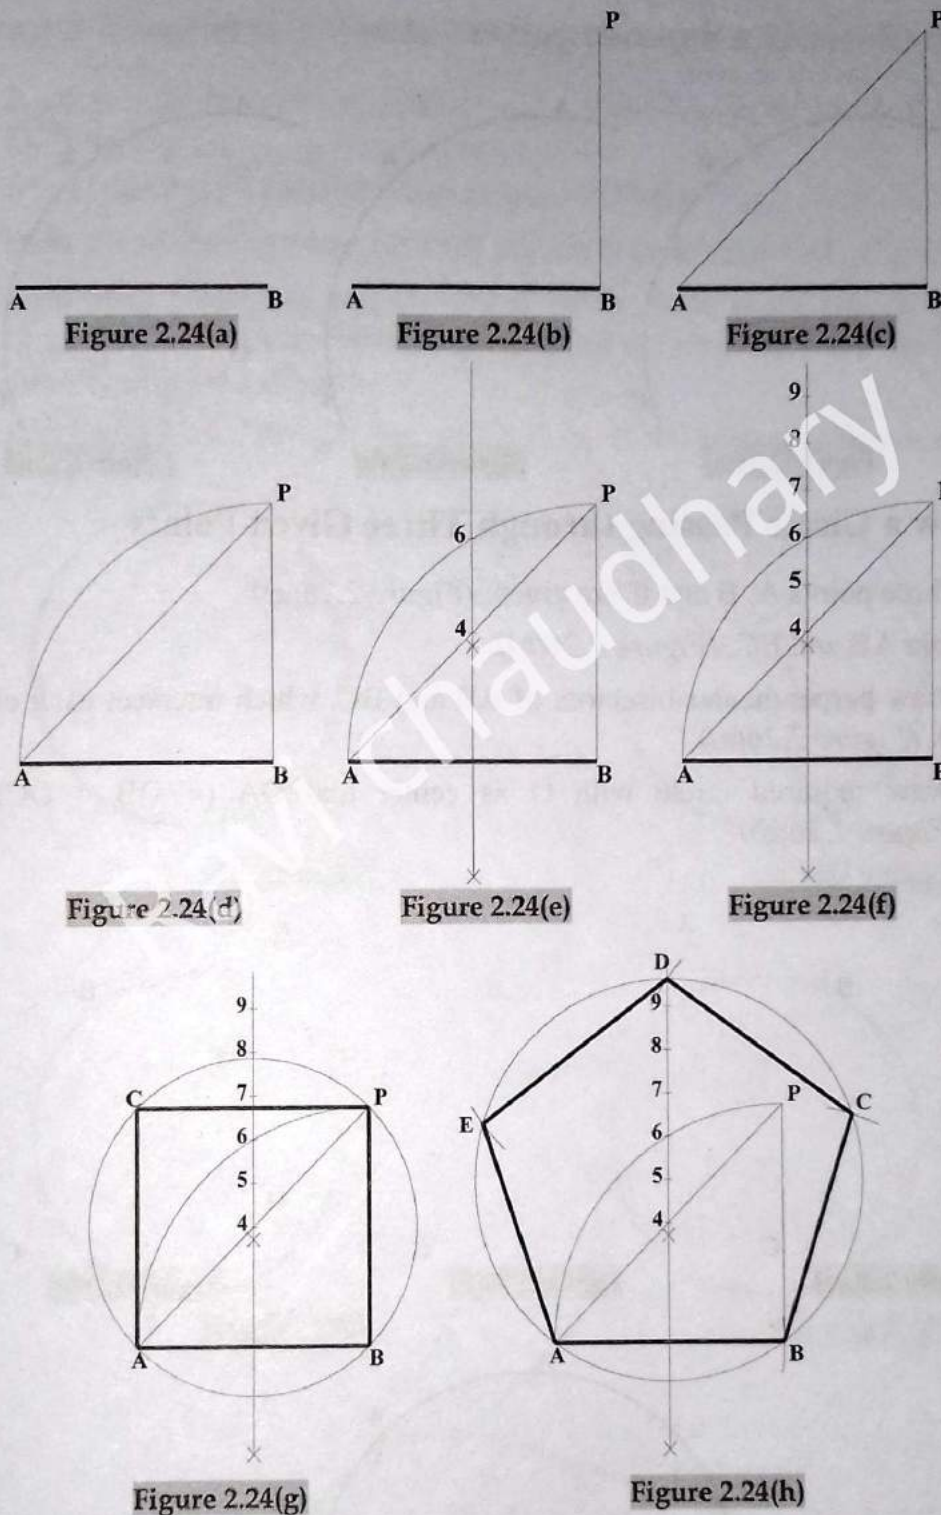 P
P
A
B
A
B
A
B
Figure 2.24(a)
Figure 2.24(b)
Figure 2.24(c)
9
8
7
P
P
6
6
5
4
4
A
B
A
B
A
Figure 2.24(d)
Figure 2.24(e)
Figure 2.24(f)
chaudhary
D
9
9
8
8
C
7
P
7
P
C
E
6
6
5
5
4
4
A
B
A
B
Figure 2.24(g)
Figure 2.24(h)